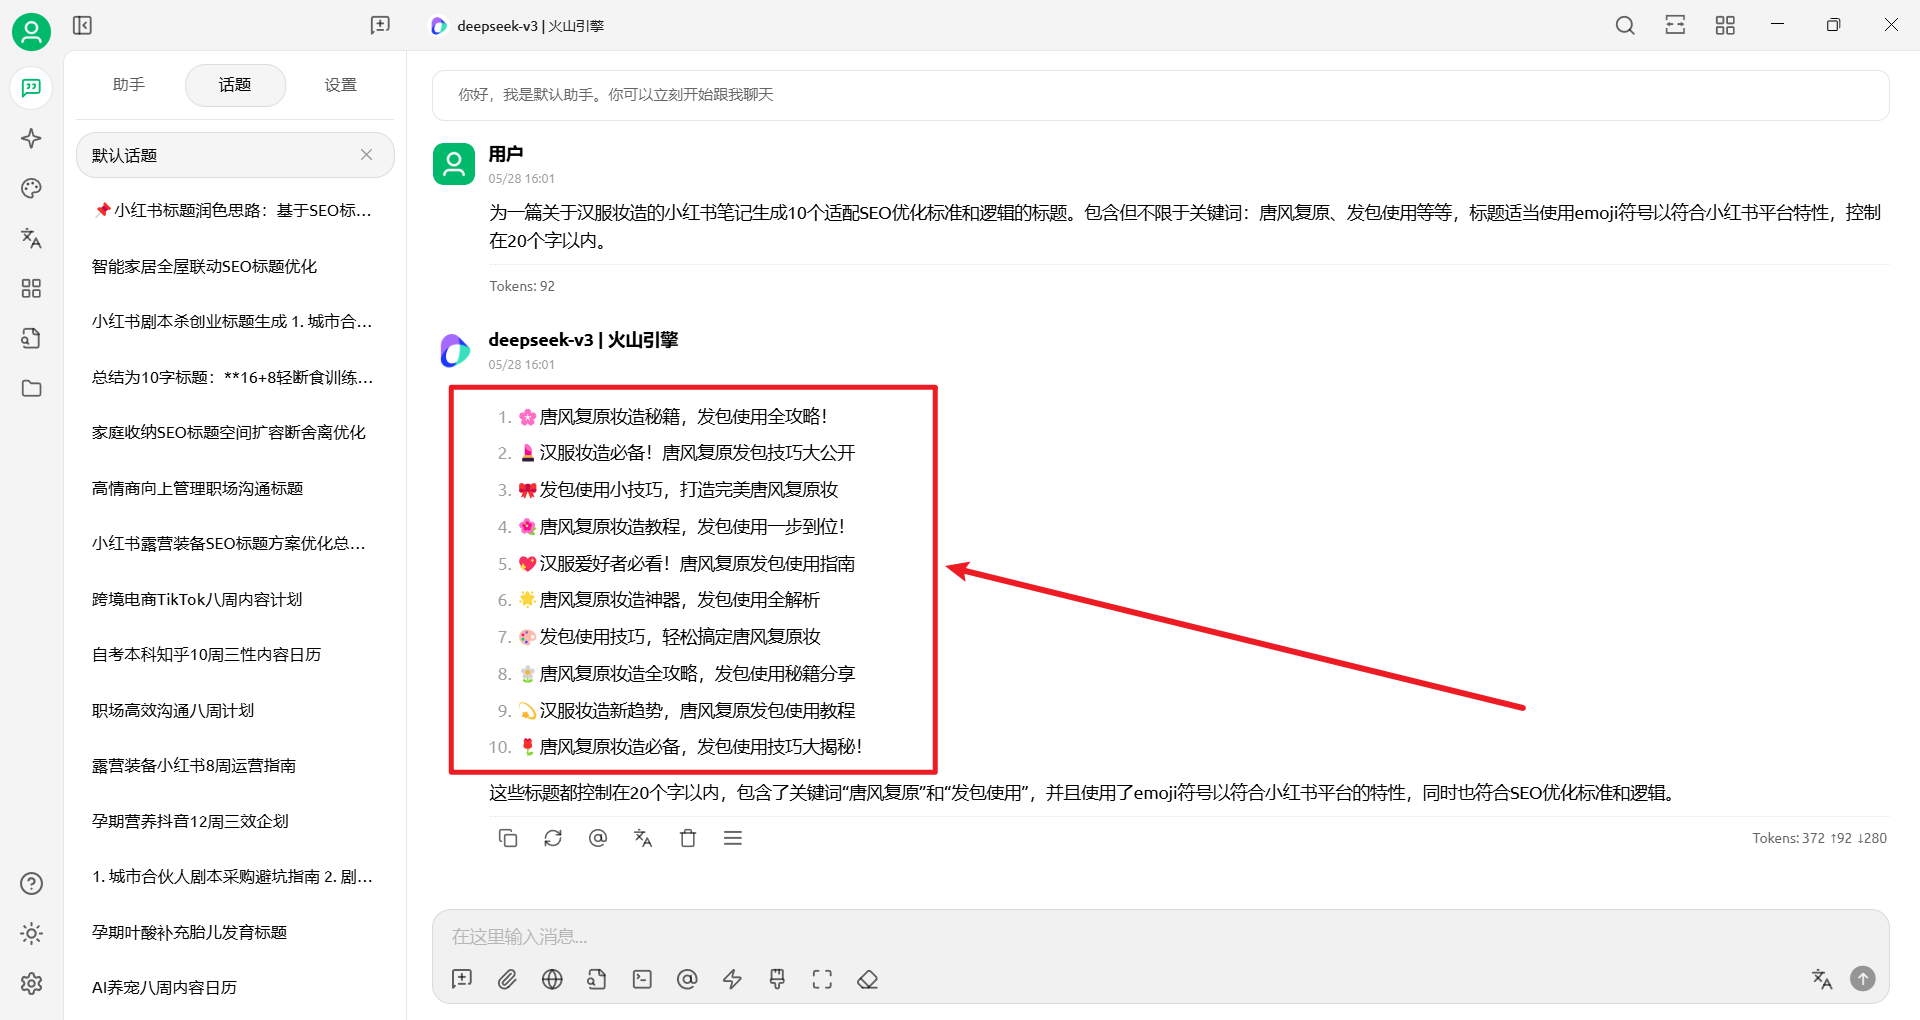 deepseek-v3 | 火山引擎
助手
话题
设置
默认话题
📌小红书标题润色思路：基于SEO标...
智能家居全屋联动SEO标题优化
小红书剧本杀创业标题生成 1. 城市合...
总结为10字标题：**16+8轻断食训练...
家庭收纳SEO标题空间扩容断舍离优化
高情商向上管理职场沟通标题
小红书露营装备SEO标题方案优化总...
跨境电商TikTok八周内容计划
自考本科知乎10周三性内容日历
职场高效沟通八周计划
露营装备小红书8周运营指南
孕期营养抖音12周三效企划
1. 城市合伙人剧本采购避坑指南 2. 剧...
孕期叶酸补充胎儿发育标题
AI养宠八周内容日历
你好，我是默认助手。你可以立刻开始跟我聊天
用户
05/28 16:01
为一篇关于汉服妆造的小红书笔记生成10个适配SEO优化标准和逻辑的标题。包含但不限于关键词：唐风复原、发包使用等等，标题适当使用emoji符号以符合小红书平台特性，控制
在20个字以内。
Tokens: 92
deepseek-v3 | 火山引擎
05/28 16:01
1. 🌸唐风复原妆造秘籍，发包使用全攻略！
2. 💄汉服妆造必备！唐风复原发包技巧大公开
3. 🎀发包使用小技巧，打造完美唐风复原妆
4. 🌺唐风复原妆造教程，发包使用一步到位！
5. 💖汉服爱好者必看！唐风复原发包使用指南
6. 🌟唐风复原妆造神器，发包使用全解析
7. 🎨发包使用技巧，轻松搞定唐风复原妆
8. 🌼唐风复原妆造全攻略，发包使用秘籍分享
9. 💫汉服妆造新趋势，唐风复原发包使用教程
10. 🌷唐风复原妆造必备，发包使用技巧大揭秘！
这些标题都控制在20个字以内，包含了关键词“唐风复原”和“发包使用”，并且使用了emoji符号以符合小红书平台的特性，同时也符合SEO优化标准和逻辑。
Tokens: 372 ↑92 ↓280
在这里输入消息...